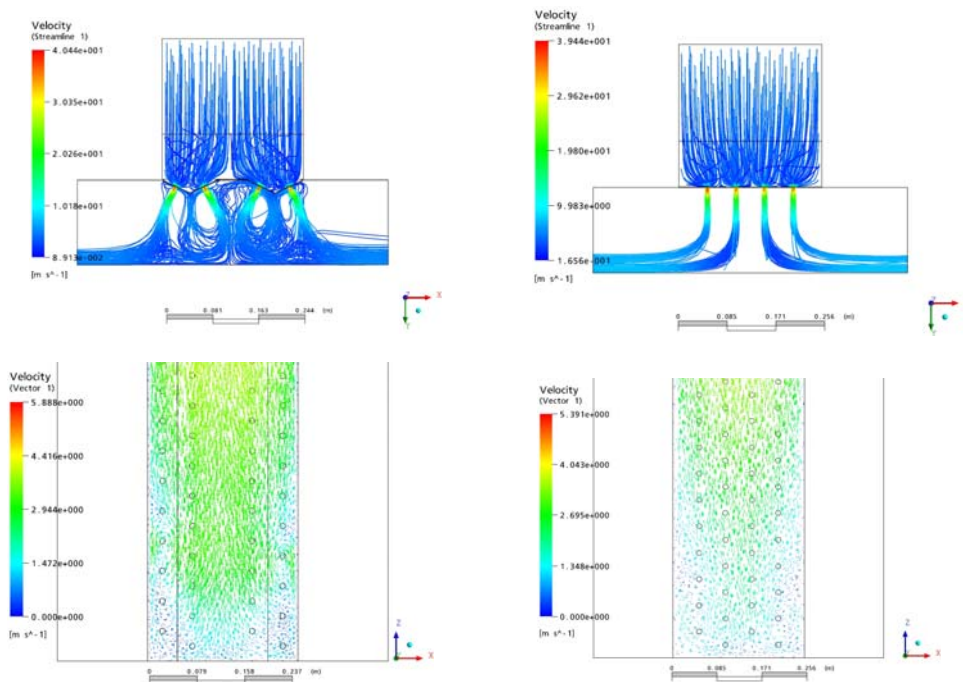 Velocity
(Streamline 1)
4.044e+001
3.035e+001
2.026e+001
1.018e+001
8.913e-002
[m s^-1]
0 0.081 0.163 0.244 (m)
Z X
Y
Velocity
(Streamline 1)
3.944e+001
2.962e+001
1.980e+001
9.983e+000
1.656e-001
[m s^-1]
0 0.085 0.171 0.256 (m)
Z X
Y
Velocity
(Vector 1)
5.888e+000
4.416e+000
2.944e+000
1.472e+000
0.000e+000
[m s^-1]
0 0.079 0.158 0.237 (m)
Z
X
Velocity
(Vector 1)
5.391e+000
4.043e+000
2.695e+000
1.348e+000
0.000e+000
[m s^-1]
0 0.085 0.171 0.256 (m)
Z
X